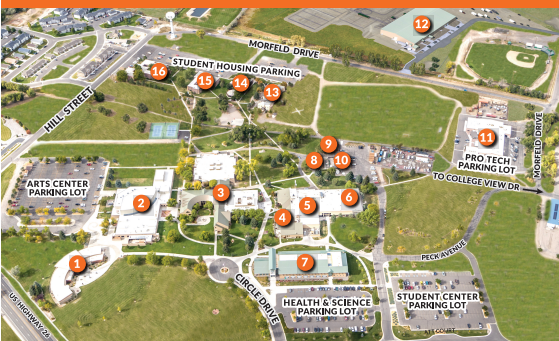 12
MORFELD DRIVE
STUDENT HOUSING PARKING
16
15
14
13
HILL STREET
11
PRO TECH
PARKING LOT
MORFELD DRIVE
TO COLLEGE VIEW DR
9
8
10
ARTS CENTER
PARKING LOT
2
3
4
5
6
PECK AVENUE
1
7
US HIGHWAY 26
CIRCLE DRIVE
HEALTH & SCIENCE
PARKING LOT
STUDENT CENTER
PARKING LOT
COURT